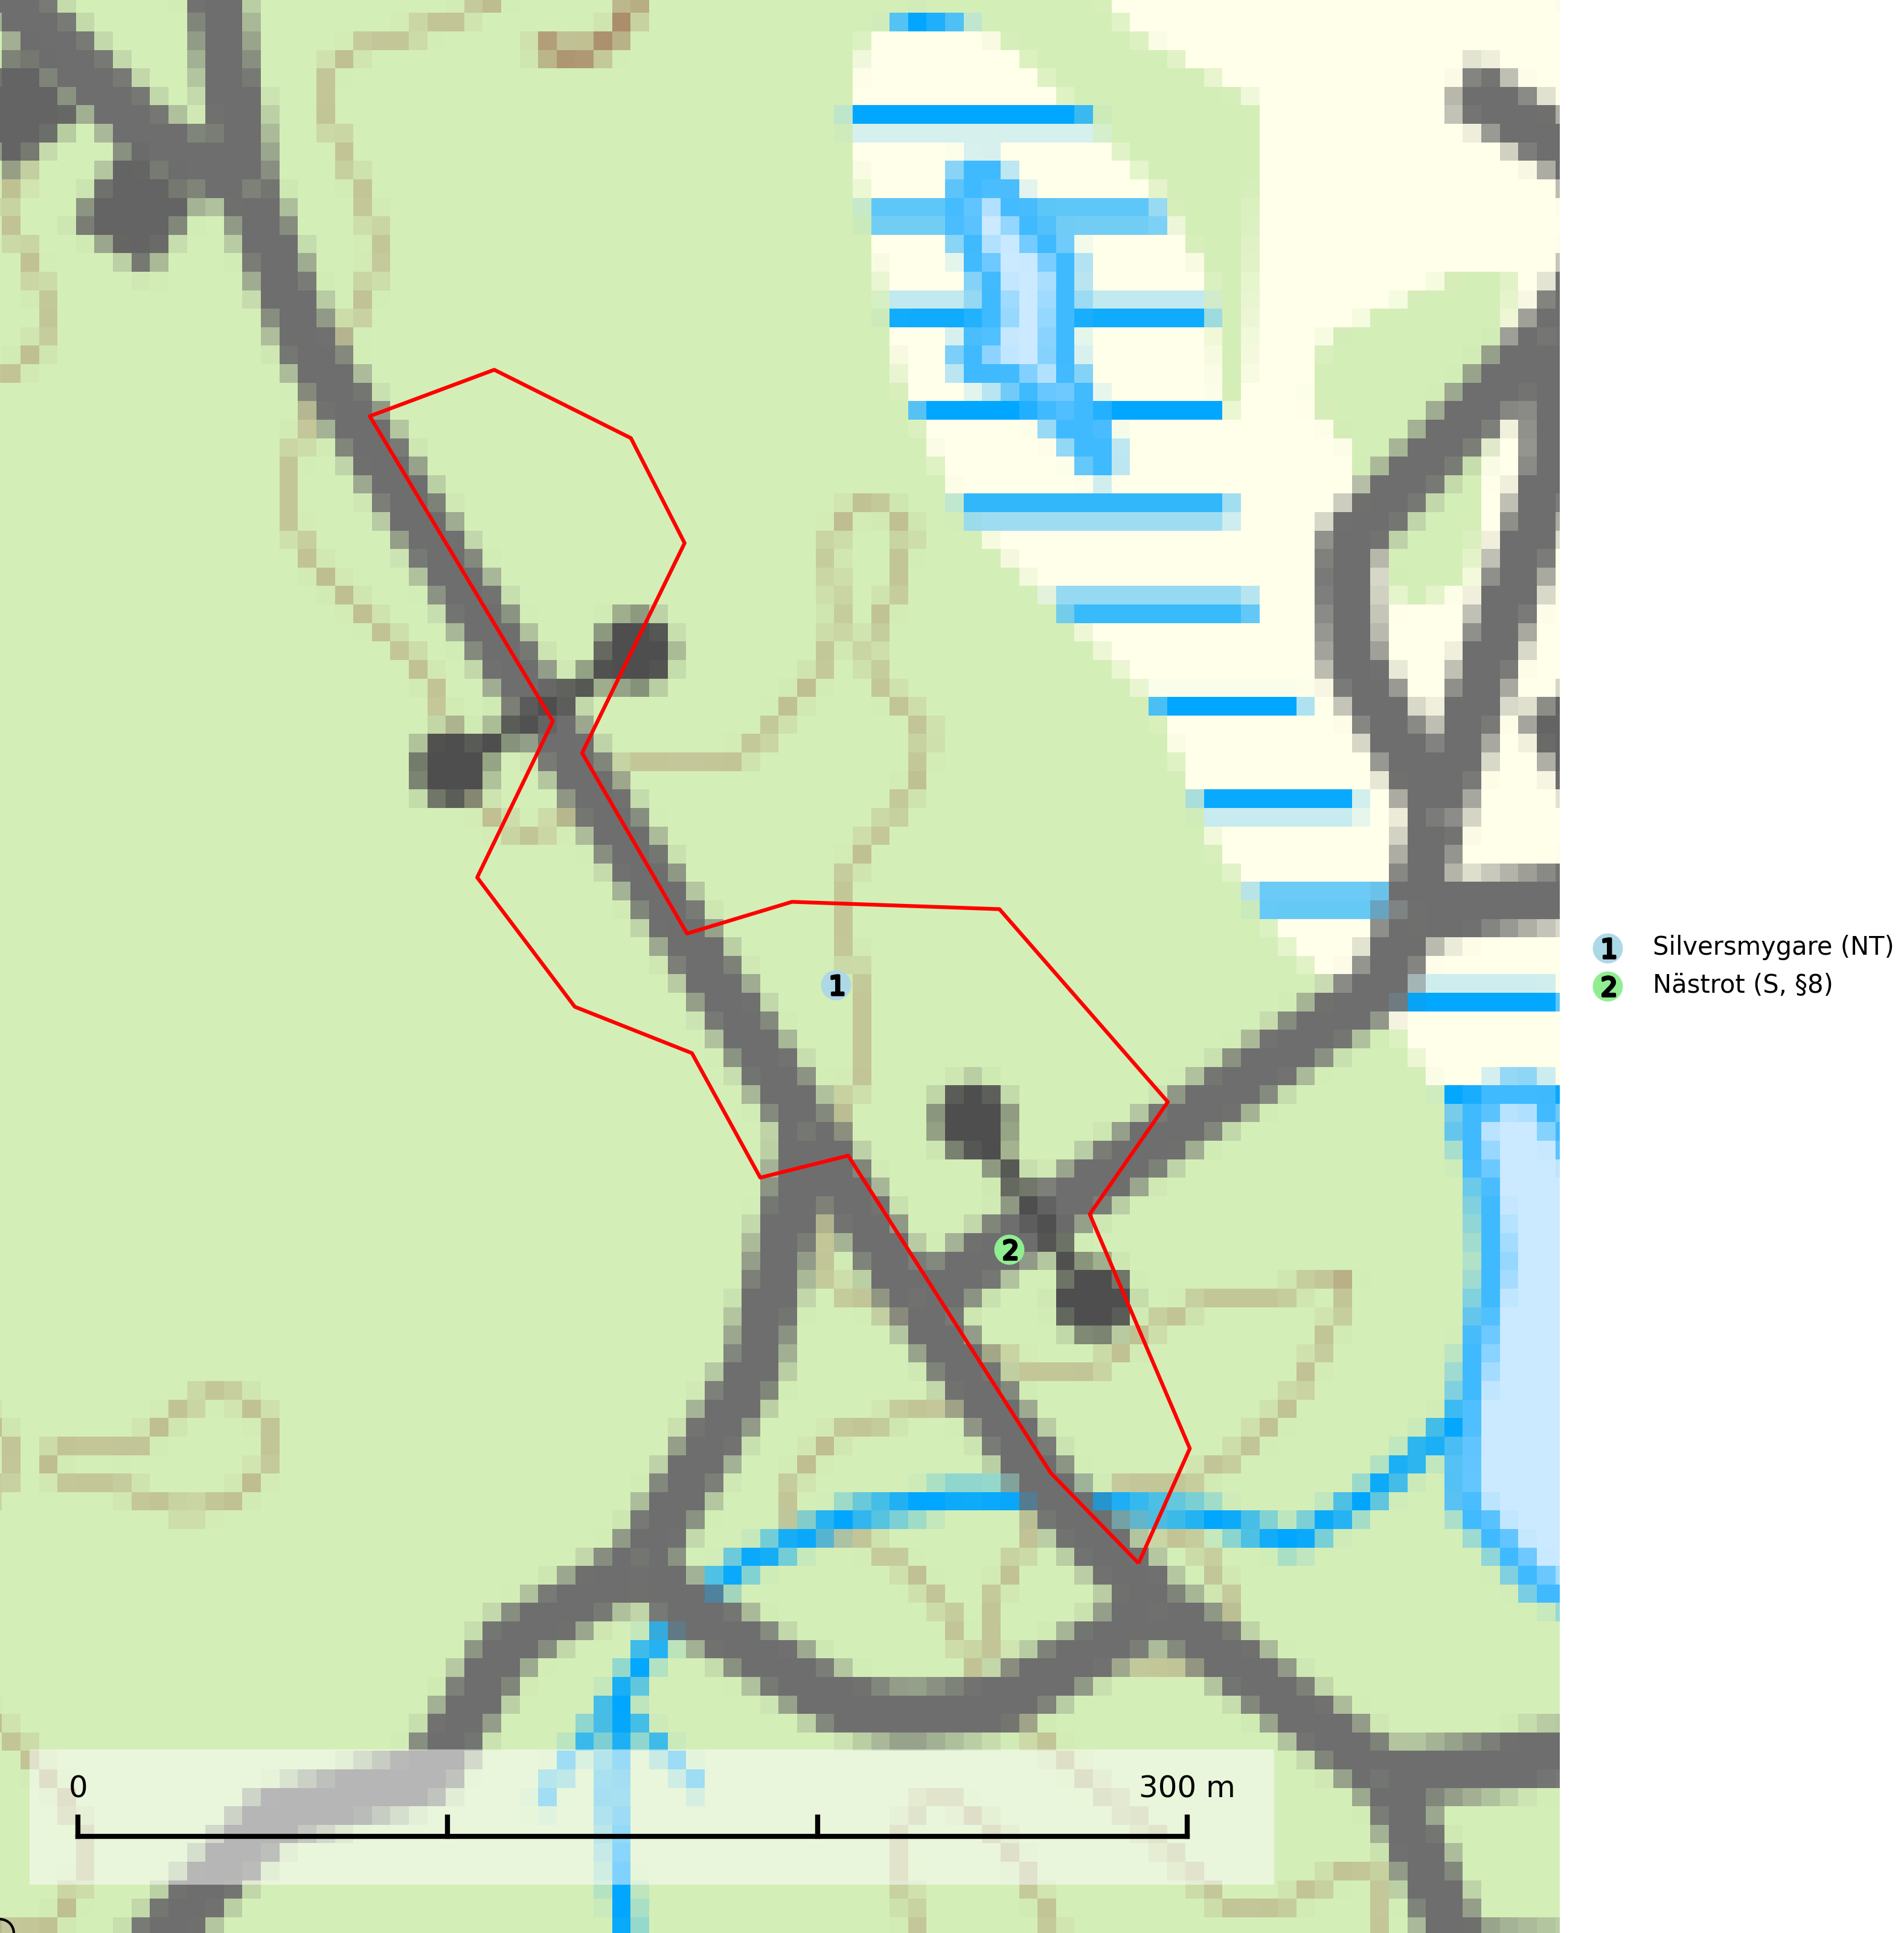 1
2
1 Silversmygare (NT)
2 Nästrot (S, §8)
0 300 m